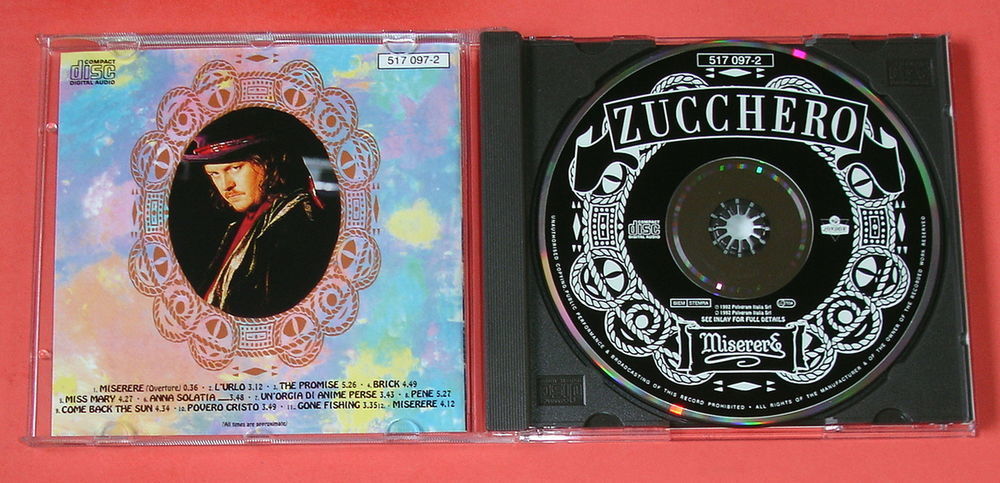 COMPACT
disc
DIGITAL AUDIO
517 097-2
1. MISERERE (Overture) 0.36 · 2. L'URLO 3.12 · 3. THE PROMISE 5.26 · 4. BRICK 4.49
5. MISS MARY 4.27 · 6. ANNA SOLATIA 3.48 · 7. UN'ORGIA DI ANIME PERSE 3.43 · 8. PENE 5.27
9. COME BACK THE SUN 4.34 · 10. POVERO CRISTO 3.49 · 11. GONE FISHING 3.35 12. MISERERE 4.12
(All times are approximate)
517 097-2
ZUCCHERO
COMPACT
disc
DIGITAL AUDIO
SIEM STEMRA
℗ 1992 Polydram Italia Srl
© 1992 Polydram Italia Srl
SEE INLAY FOR FULL DETAILS
Miserere
UNAUTHORISED COPYING PUBLIC PERFORMANCE & BROADCASTING OF THIS RECORD PROHIBITED · ALL RIGHTS OF THE MANUFACTURER & OF THE OWNER OF THE RECORDED WORK RESERVED